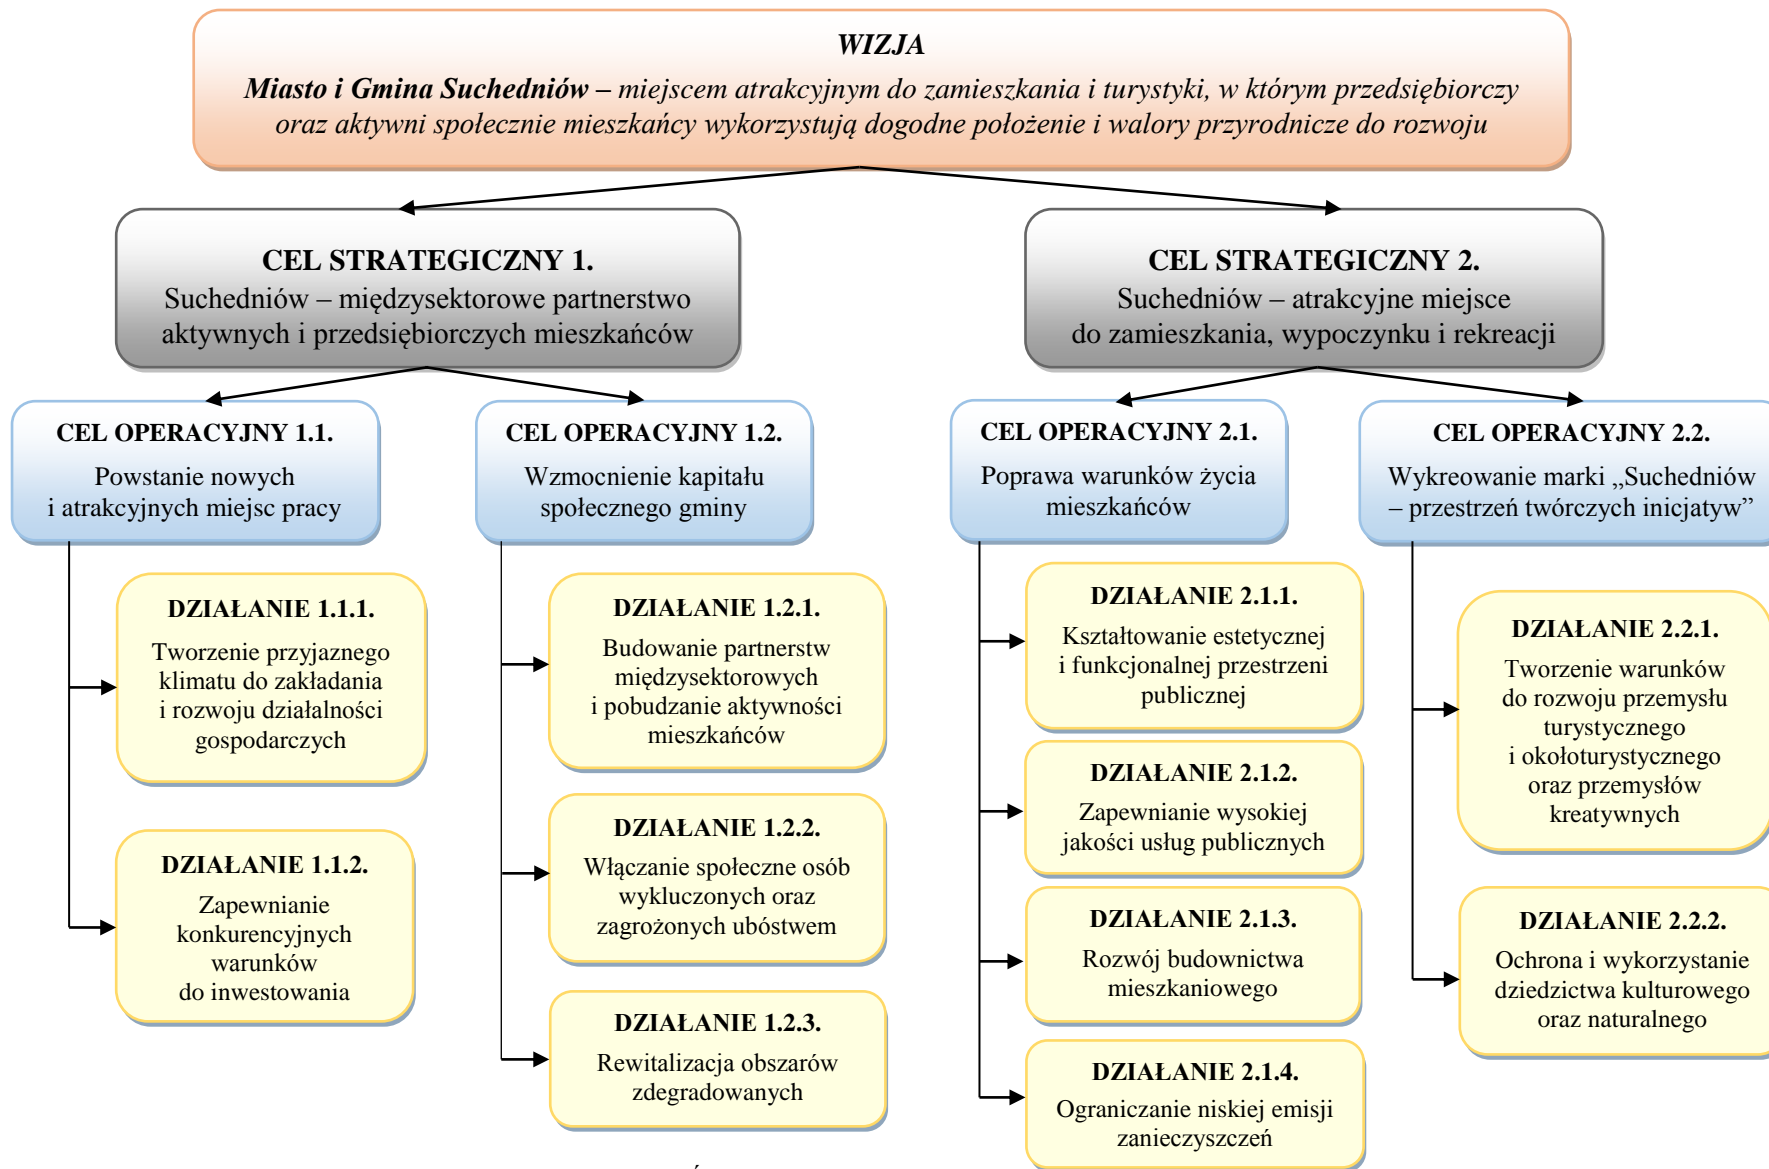 WIZJA
Miasto i Gmina Suchedniów – miejscem atrakcyjnym do zamieszkania i turystyki, w którym przedsiębiorczy
oraz aktywni społecznie mieszkańcy wykorzystują dogodne położenie i walory przyrodnicze do rozwoju
CEL STRATEGICZNY 1.
Suchedniów – międzysektorowe partnerstwo
aktywnych i przedsiębiorczych mieszkańców
CEL STRATEGICZNY 2.
Suchedniów – atrakcyjne miejsce
do zamieszkania, wypoczynku i rekreacji
CEL OPERACYJNY 1.1.
Powstanie nowych
i atrakcyjnych miejsc pracy
CEL OPERACYJNY 1.2.
Wzmocnienie kapitału
społecznego gminy
CEL OPERACYJNY 2.1.
Poprawa warunków życia
mieszkańców
CEL OPERACYJNY 2.2.
Wykreowanie marki „Suchedniów
– przestrzeń twórczych inicjatyw”
DZIAŁANIE 1.1.1.
Tworzenie przyjaznego
klimatu do zakładania
i rozwoju działalności
gospodarczych
DZIAŁANIE 1.1.2.
Zapewnianie
konkurencyjnych
warunków
do inwestowania
DZIAŁANIE 1.2.1.
Budowanie partnerstw
międzysektorowych
i pobudzanie aktywności
mieszkańców
DZIAŁANIE 1.2.2.
Włączanie społeczne osób
wykluczonych oraz
zagrożonych ubóstwem
DZIAŁANIE 1.2.3.
Rewitalizacja obszarów
zdegradowanych
DZIAŁANIE 2.1.1.
Kształtowanie estetycznej
i funkcjonalnej przestrzeni
publicznej
DZIAŁANIE 2.1.2.
Zapewnianie wysokiej
jakości usług publicznych
DZIAŁANIE 2.1.3.
Rozwój budownictwa
mieszkaniowego
DZIAŁANIE 2.1.4.
Ograniczanie niskiej emisji
zanieczyszczeń
DZIAŁANIE 2.2.1.
Tworzenie warunków
do rozwoju przemysłu
turystycznego
i okołoturystycznego
oraz przemysłów
kreatywnych
DZIAŁANIE 2.2.2.
Ochrona i wykorzystanie
dziedzictwa kulturowego
oraz naturalnego